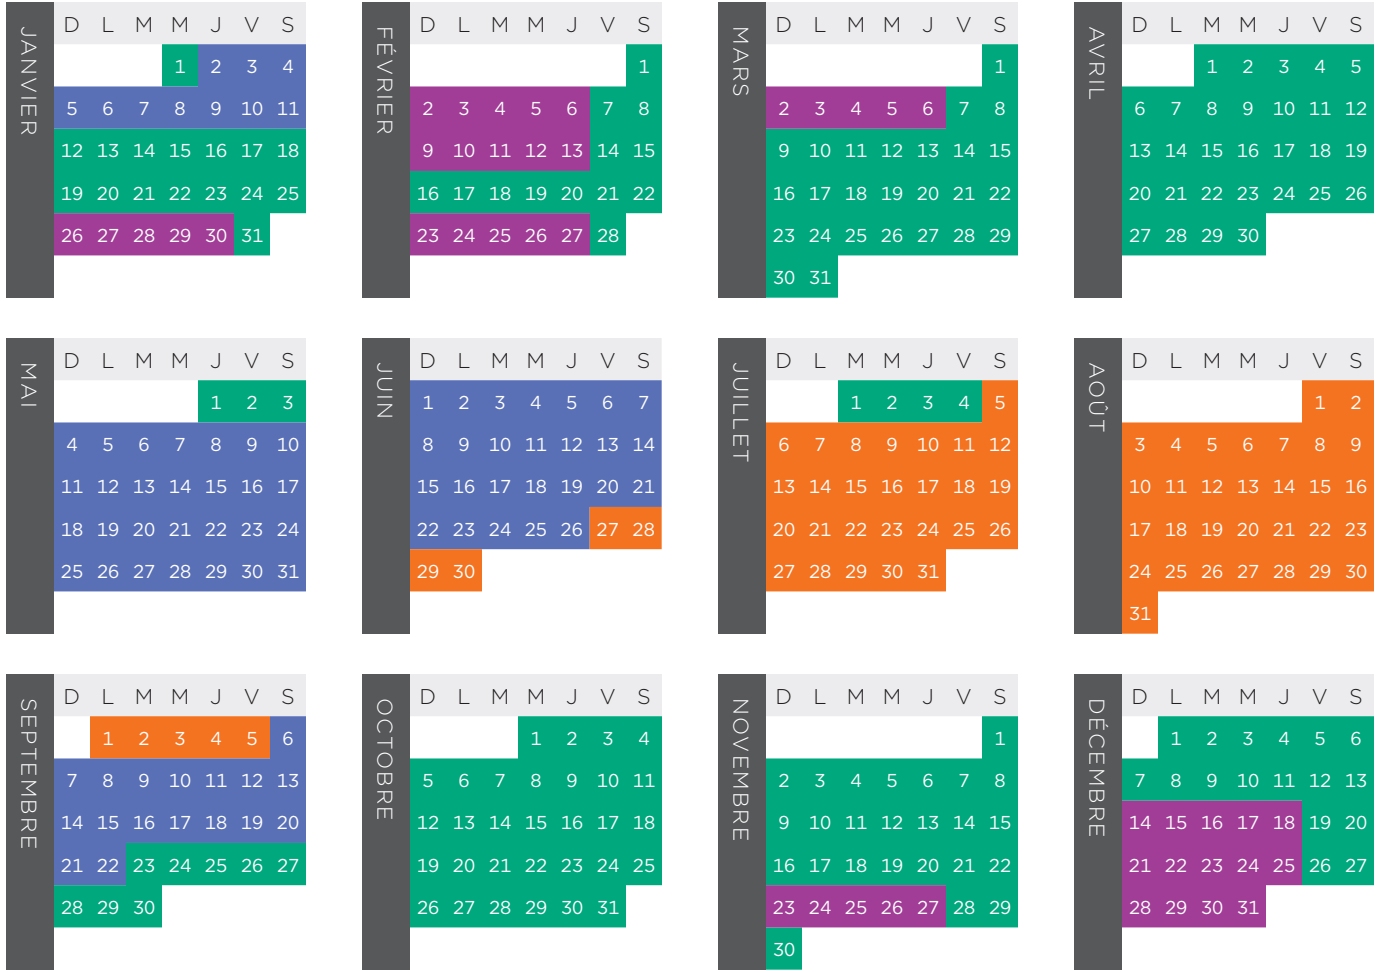 JANVIER
D L M M J V S
1 2 3 4
5 6 7 8 9 10 11
12 13 14 15 16 17 18
19 20 21 22 23 24 25
26 27 28 29 30 31
FÉVRIER
D L M M J V S
1
2 3 4 5 6 7 8
9 10 11 12 13 14 15
16 17 18 19 20 21 22
23 24 25 26 27 28
MARS
D L M M J V S
1
2 3 4 5 6 7 8
9 10 11 12 13 14 15
16 17 18 19 20 21 22
23 24 25 26 27 28 29
30 31
AVRIL
D L M M J V S
1 2 3 4 5
6 7 8 9 10 11 12
13 14 15 16 17 18 19
20 21 22 23 24 25 26
27 28 29 30
MAI
D L M M J V S
1 2 3
4 5 6 7 8 9 10
11 12 13 14 15 16 17
18 19 20 21 22 23 24
25 26 27 28 29 30 31
JUIN
D L M M J V S
1 2 3 4 5 6 7
8 9 10 11 12 13 14
15 16 17 18 19 20 21
22 23 24 25 26 27 28
29 30
JUILLET
D L M M J V S
1 2 3 4 5
6 7 8 9 10 11 12
13 14 15 16 17 18 19
20 21 22 23 24 25 26
27 28 29 30 31
AOÛT
D L M M J V S
1 2
3 4 5 6 7 8 9
10 11 12 13 14 15 16
17 18 19 20 21 22 23
24 25 26 27 28 29 30
31
SEPTEMBRE
D L M M J V S
1 2 3 4 5 6
7 8 9 10 11 12 13
14 15 16 17 18 19 20
21 22 23 24 25 26 27
28 29 30
OCTOBRE
D L M M J V S
1 2 3 4
5 6 7 8 9 10 11
12 13 14 15 16 17 18
19 20 21 22 23 24 25
26 27 28 29 30 31
NOVEMBRE
D L M M J V S
1
2 3 4 5 6 7 8
9 10 11 12 13 14 15
16 17 18 19 20 21 22
23 24 25 26 27 28 29
30
DÉCEMBRE
D L M M J V S
1 2 3 4 5 6
7 8 9 10 11 12 13
14 15 16 17 18 19 20
21 22 23 24 25 26 27
28 29 30 31